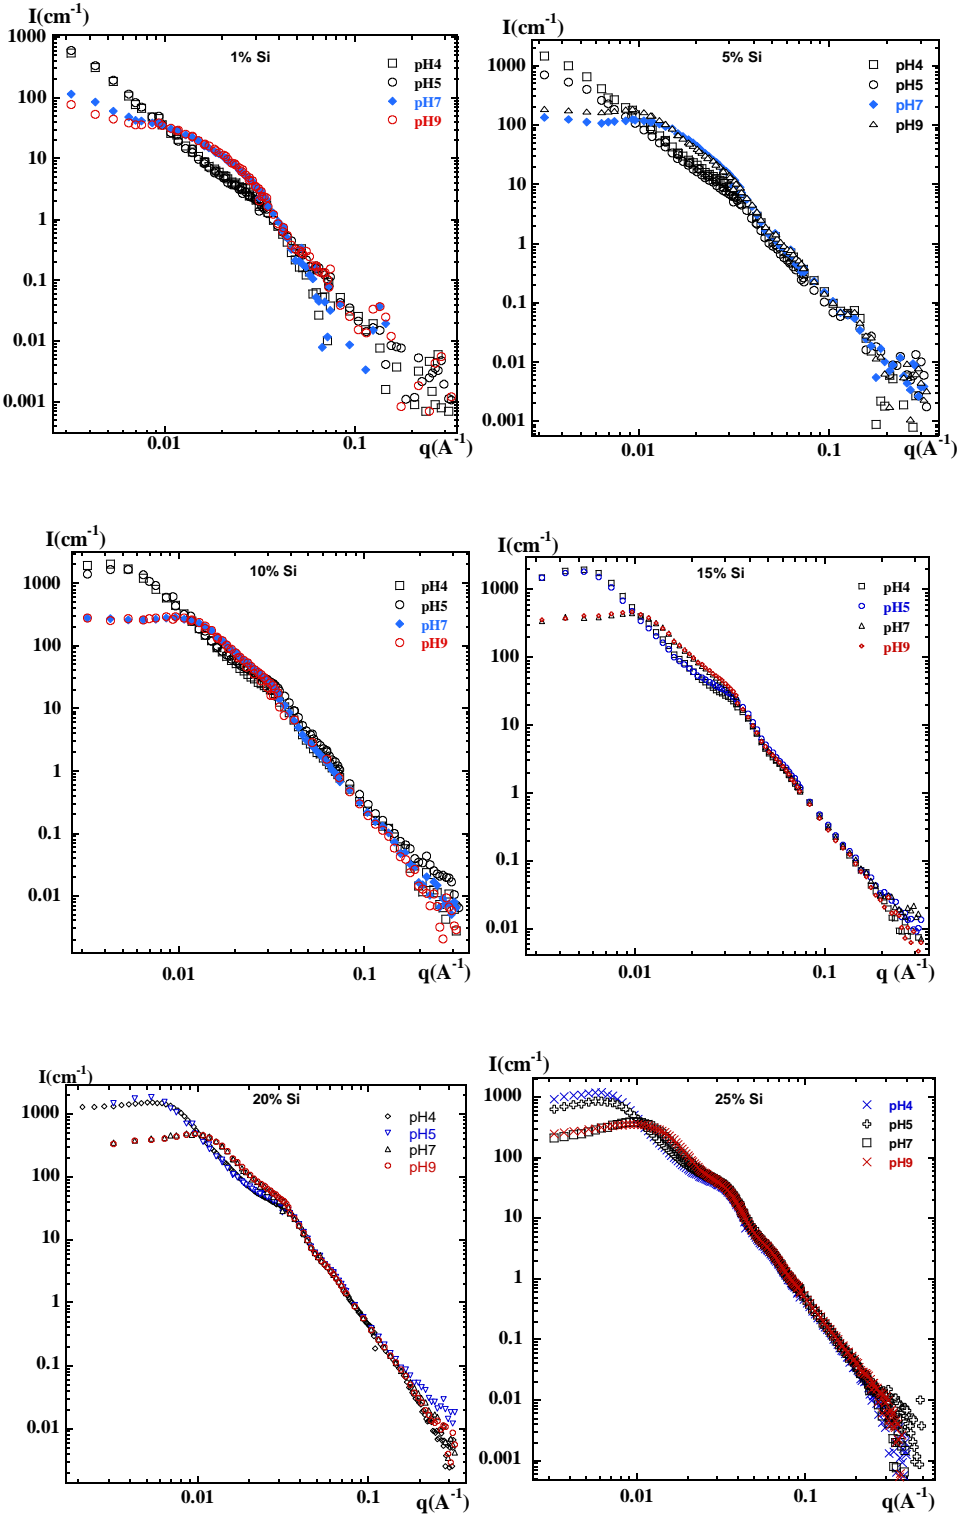 I(cm-1)
1% Si
1000
100
10
1
0.1
0.01
0.001
pH4
pH5
pH7
pH9
0.01
0.1
q(A-1)
I(cm-1)
5% Si
1000
100
10
1
0.1
0.01
0.001
pH4
pH5
pH7
pH9
0.01
0.1
q(A-1)
I(cm-1)
10% Si
1000
100
10
1
0.1
0.01
pH4
pH5
pH7
pH9
0.01
0.1
q(A-1)
I(cm-1)
15% Si
1000
100
10
1
0.1
0.01
pH4
pH5
pH7
pH9
0.01
0.1
q (A-1)
I(cm-1)
20% Si
1000
100
10
1
0.1
0.01
pH4
pH5
pH7
pH9
0.01
0.1
q(A-1)
I(cm-1)
25% Si
1000
100
10
1
0.1
0.01
0.001
pH4
pH5
pH7
pH9
0.01
0.1
q(A-1)